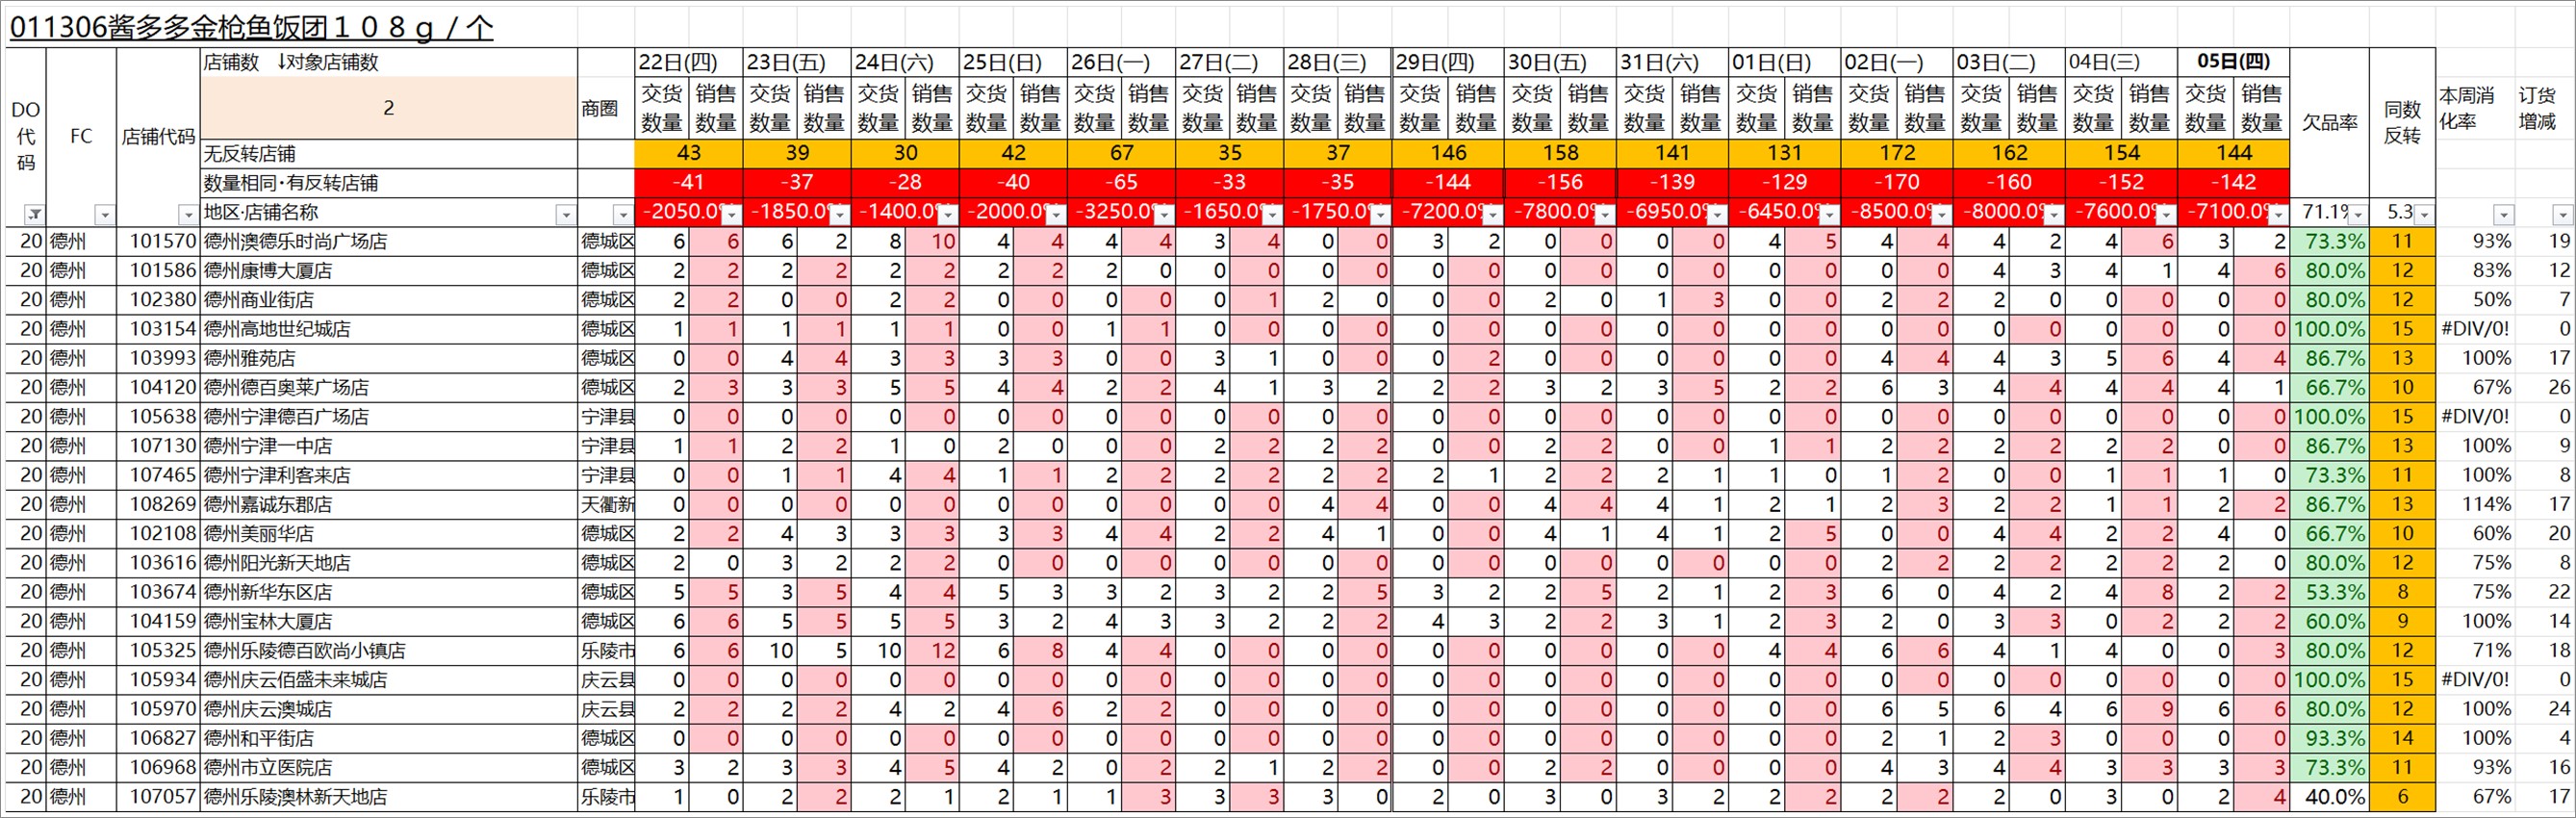 011306酱多多金枪鱼饭团１０８ｇ／个
DO代码 FC 店铺代码 店铺数 ↓对象店铺数 商圈 22日(四) 23日(五) 24日(六) 25日(日) 26日(一) 27日(二) 28日(三) 29日(四) 30日(五) 31日(六) 01日(日) 02日(一) 03日(二) 04日(三) 05日(四) 欠品率 同数反转 本周消化率 订货增减
2 交货数量 销售数量 交货数量 销售数量 交货数量 销售数量 交货数量 销售数量 交货数量 销售数量 交货数量 销售数量 交货数量 销售数量 交货数量 销售数量 交货数量 销售数量 交货数量 销售数量 交货数量 销售数量 交货数量 销售数量 交货数量 销售数量 交货数量 销售数量 交货数量 销售数量
无反转店铺 43 39 30 42 67 35 37 146 158 141 131 172 162 154 144
数量相同·有反转店铺 -41 -37 -28 -40 -65 -33 -35 -144 -156 -139 -129 -170 -160 -152 -142
地区·店铺名称 -2050.0% -1850.0% -1400.0% -2000.0% -3250.0% -1650.0% -1750.0% -7200.0% -7800.0% -6950.0% -6450.0% -8500.0% -8000.0% -7600.0% -7100.0% 71.1% 5.3
20 德州 101570 德州澳德乐时尚广场店 德城区 6 6 6 2 8 10 4 4 4 4 3 4 0 0 3 2 0 0 0 0 4 5 4 4 4 2 4 6 3 2 73.3% 11 93% 19
20 德州 101586 德州康博大厦店 德城区 2 2 2 2 2 2 2 2 2 0 0 0 0 0 0 0 0 0 0 0 0 0 0 0 4 3 4 1 4 6 80.0% 12 83% 12
20 德州 102380 德州商业街店 德城区 2 2 0 0 2 2 0 0 0 0 0 1 2 0 0 0 2 0 1 3 0 0 2 2 2 0 0 0 0 0 80.0% 12 50% 7
20 德州 103154 德州高地世纪城店 德城区 1 1 1 1 1 1 0 0 1 1 0 0 0 0 0 0 0 0 0 0 0 0 0 0 0 0 0 0 0 0 100.0% 15 #DIV/0! 0
20 德州 103993 德州雅苑店 德城区 0 0 4 4 3 3 3 3 0 0 3 1 0 0 0 2 0 0 0 0 0 0 4 4 4 3 5 6 4 4 86.7% 13 100% 17
20 德州 104120 德州德百奥莱广场店 德城区 2 3 3 3 5 5 4 4 2 2 4 1 3 2 2 2 3 2 3 5 2 2 6 3 4 4 4 4 4 1 66.7% 10 67% 26
20 德州 105638 德州宁津德百广场店 宁津县 0 0 0 0 0 0 0 0 0 0 0 0 0 0 0 0 0 0 0 0 0 0 0 0 0 0 0 0 0 0 100.0% 15 #DIV/0! 0
20 德州 107130 德州宁津一中店 宁津县 1 1 2 2 1 0 2 0 0 0 2 2 2 2 0 0 2 2 0 0 1 1 2 2 2 2 2 2 0 0 86.7% 13 100% 9
20 德州 107465 德州宁津利客来店 宁津县 0 0 1 1 4 4 1 1 2 2 2 2 2 2 2 1 2 2 2 1 1 0 1 2 0 0 1 1 1 0 73.3% 11 100% 8
20 德州 108269 德州嘉诚东郡店 天衢新 0 0 0 0 0 0 0 0 0 0 0 0 4 4 0 0 4 4 4 1 2 1 2 3 2 2 1 1 2 2 86.7% 13 114% 17
20 德州 102108 德州美丽华店 德城区 2 2 4 3 3 3 3 3 4 4 2 2 4 1 0 0 4 1 4 1 2 5 0 0 4 4 2 2 4 0 66.7% 10 60% 20
20 德州 103616 德州阳光新天地店 德城区 2 0 3 2 2 2 0 0 0 0 0 0 0 0 0 0 0 0 0 0 0 0 2 2 2 2 2 2 2 0 80.0% 12 75% 8
20 德州 103674 德州新华东区店 德城区 5 5 3 5 4 4 5 3 3 2 3 2 2 5 3 2 2 5 2 1 2 3 6 0 4 2 4 8 2 2 53.3% 8 75% 22
20 德州 104159 德州宝林大厦店 德城区 6 6 5 5 5 5 3 2 4 3 3 2 2 2 4 3 2 2 3 1 2 3 2 0 3 3 0 2 2 2 60.0% 9 100% 14
20 德州 105325 德州乐陵德百欧尚小镇店 乐陵市 6 6 10 5 10 12 6 8 4 4 0 0 0 0 0 0 0 0 0 0 4 4 6 6 4 1 4 0 0 3 80.0% 12 71% 18
20 德州 105934 德州庆云佰盛未来城店 庆云县 0 0 0 0 0 0 0 0 0 0 0 0 0 0 0 0 0 0 0 0 0 0 0 0 0 0 0 0 0 0 100.0% 15 #DIV/0! 0
20 德州 105970 德州庆云澳城店 庆云县 2 2 2 2 4 2 4 6 2 2 0 0 0 0 0 0 0 0 0 0 0 0 6 5 6 4 6 9 6 6 80.0% 12 100% 24
20 德州 106827 德州和平街店 德城区 0 0 0 0 0 0 0 0 0 0 0 0 0 0 0 0 0 0 0 0 0 0 2 1 2 3 0 0 0 0 93.3% 14 100% 4
20 德州 106968 德州市立医院店 德城区 3 2 3 3 4 5 4 2 0 2 2 1 2 2 0 0 2 2 0 0 0 0 4 3 4 4 3 3 3 3 73.3% 11 93% 16
20 德州 107057 德州乐陵澳林新天地店 乐陵市 1 0 2 2 2 1 2 1 1 3 3 3 3 0 2 0 3 0 3 2 2 2 2 2 2 0 3 0 2 4 40.0% 6 67% 17